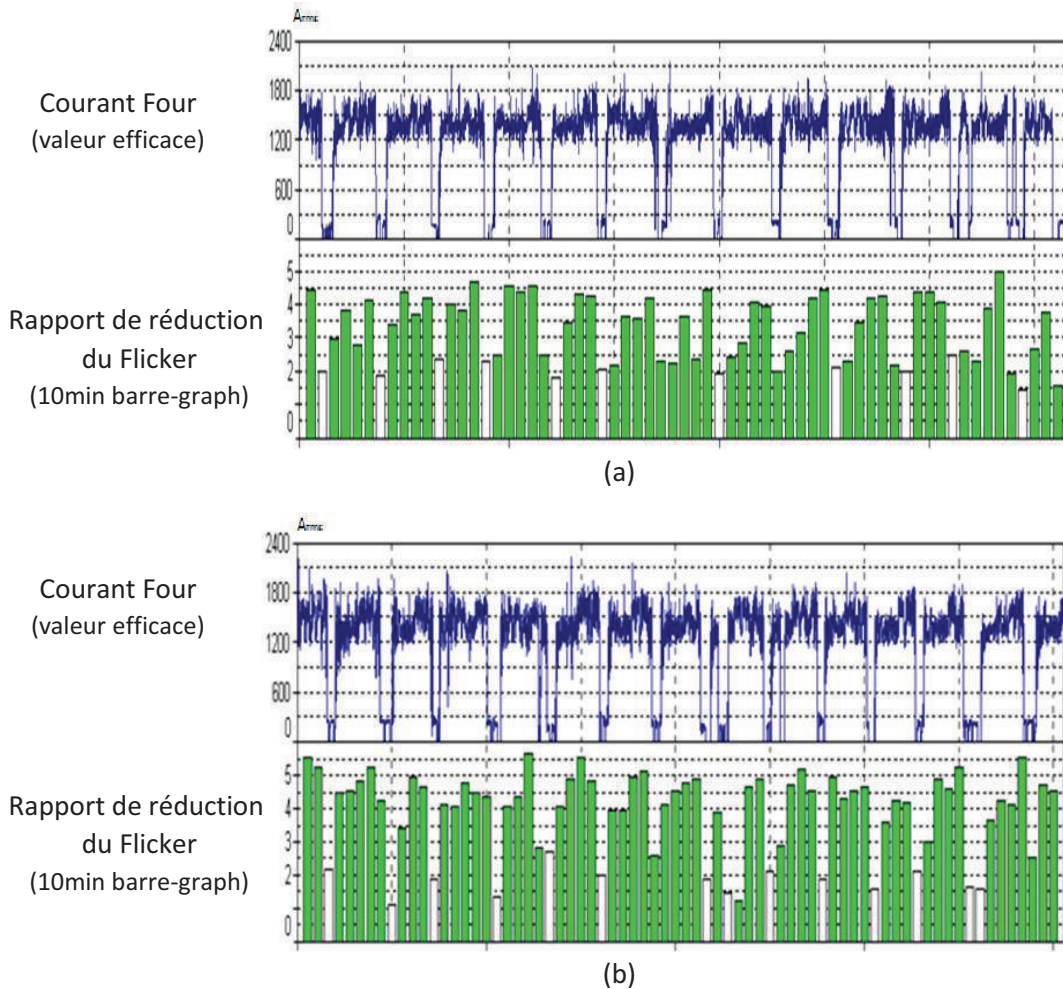 2400
Courant Four
1800
(valeur efficace)
1200
600
0
5
Rapport de réduction
4
du Flicker
3
(10min barre-graph)
2
1
0
(a)
2400
Courant Four
1800
(valeur efficace)
1200
600
0
5
Rapport de réduction
4
du Flicker
3
(10min barre-graph)
2
1
0
(b)